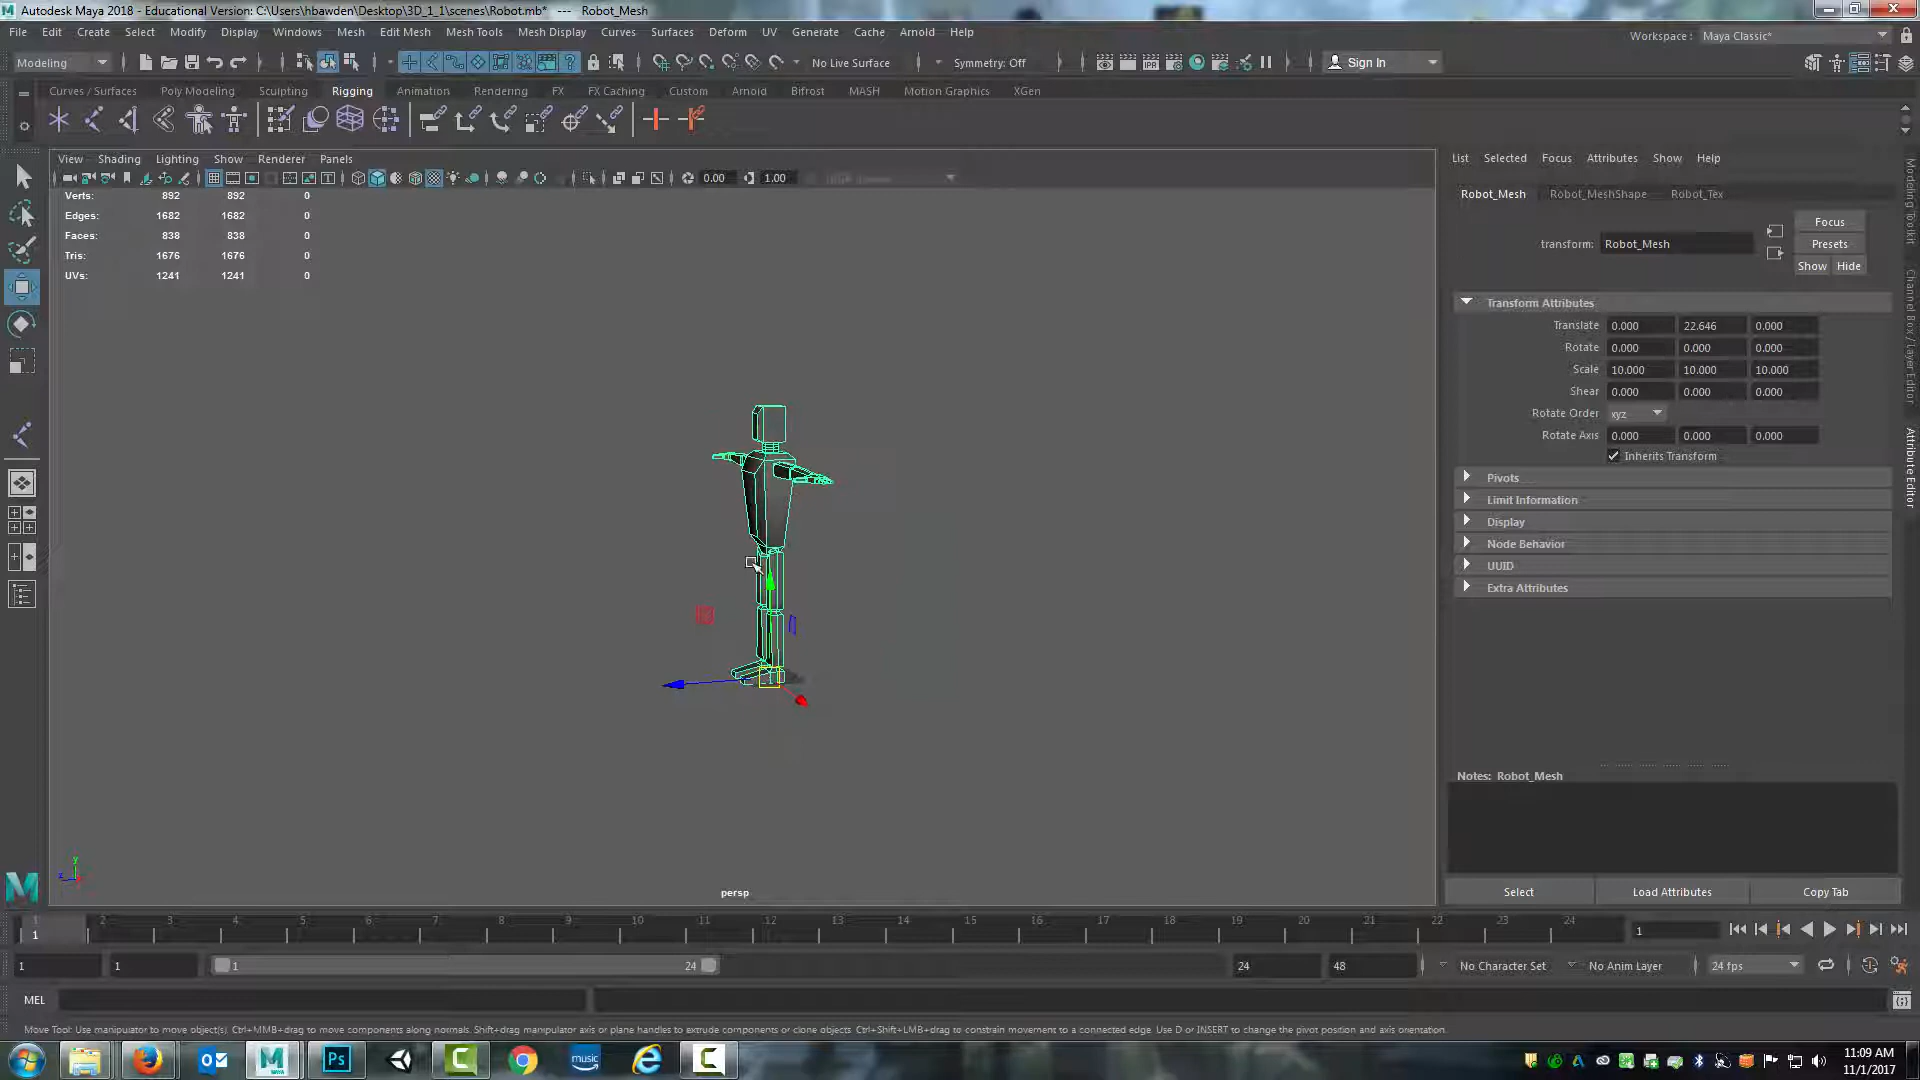 Autodesk Maya 2018 - Educational Version: C:\Users\hbawden\Desktop\3D_1_1\scenes\Robot.mb*   ---   Robot_Mesh
File Edit Create Select Modify Display Windows Mesh Edit Mesh Mesh Tools Mesh Display Curves Surfaces Deform UV Generate Cache Arnold Help
Workspace : Maya Classic*
Modeling
No Live Surface
Symmetry: Off
Sign In
Curves / Surfaces Poly Modeling Sculpting Rigging Animation Rendering FX FX Caching Custom Arnold Bifrost MASH Motion Graphics XGen
View Shading Lighting Show Renderer Panels
0.00 1.00
Verts: 892 892 0
Edges: 1682 1682 0
Faces: 838 838 0
Tris: 1676 1676 0
UVs: 1241 1241 0
y
z
persp
List Selected Focus Attributes Show Help
Robot_Mesh Robot_MeshShape Robot_Tex
Focus
transform: Robot_Mesh
Presets
Show Hide
Transform Attributes
Translate 0.000 22.646 0.000
Rotate 0.000 0.000 0.000
Scale 10.000 10.000 10.000
Shear 0.000 0.000 0.000
Rotate Order xyz
Rotate Axis 0.000 0.000 0.000
Inherits Transform
Pivots
Limit Information
Display
Node Behavior
UUID
Extra Attributes
Notes: Robot_Mesh
Select Load Attributes Copy Tab
Modeling Toolkit
Channel Box / Layer Editor
Attribute Editor
1 2 3 4 5 6 7 8 9 10 11 12 13 14 15 16 17 18 19 20 21 22 23 24
1
1
1 1 1 24 24 48 No Character Set No Anim Layer 24 fps
MEL
Move Tool: Use manipulator to move object(s). Ctrl+MMB+drag to move components along normals. Shift+drag manipulator axis or plane handles to extrude components or clone objects. Ctrl+Shift+LMB+drag to constrain movement to a connected edge. Use D or INSERT to change the pivot position and axis orientation.
MAYA
Ps
music
11:09 AM
11/1/2017